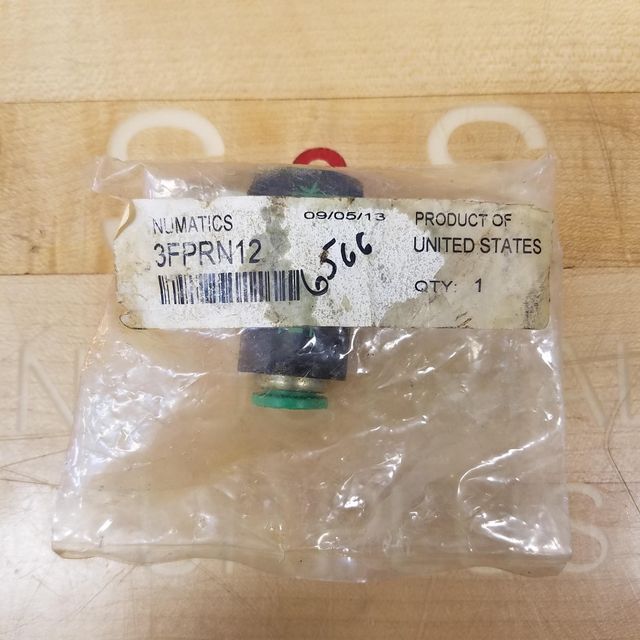 NUMATICS
3FPRN12
09/05/13
6566
PRODUCT OF
UNITED STATES
QTY: 1